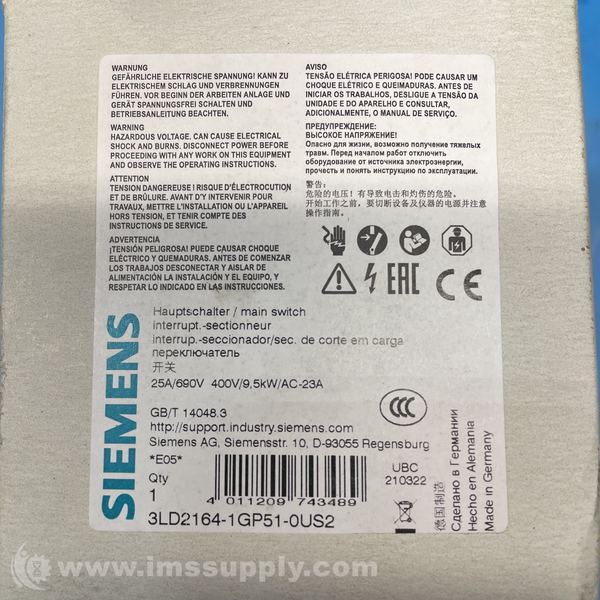 WARNUNG
GEFÄHRLICHE ELEKTRISCHE SPANNUNG! KANN ZU
ELEKTRISCHEM SCHLAG UND VERBRENNUNGEN
FÜHREN. VOR BEGINN DER ARBEITEN ANLAGE UND
GERÄT SPANNUNGSFREI SCHALTEN UND
BETRIEBSANLEITUNG BEACHTEN.
WARNING
HAZARDOUS VOLTAGE. CAN CAUSE ELECTRICAL
SHOCK AND BURNS. DISCONNECT POWER BEFORE
PROCEEDING WITH ANY WORK ON THIS EQUIPMENT
AND OBSERVE THE OPERATING INSTRUCTIONS.
ATTENTION
TENSION DANGEREUSE ! RISQUE D'ÉLECTROCUTION
ET DE BRÛLURE. AVANT D'Y INTERVENIR POUR
TRAVAUX, METTRE L'INSTALLATION OU L'APPAREIL
HORS TENSION, ET TENIR COMPTE DES
INSTRUCTIONS DE SERVICE.
ADVERTENCIA
¡TENSIÓN PELIGROSA! PUEDE CAUSAR CHOQUE
ELÉCTRICO Y QUEMADURAS. ANTES DE COMENZAR
LOS TRABAJOS DESCONECTAR Y AISLAR DE
ALIMENTACIÓN LA INSTALACIÓN Y EL EQUIPO, Y
RESPETAR LO INDICADO EN LAS INSTRUCCIONES.
AVISO
TENSÃO ELÉTRICA PERIGOSA! PODE CAUSAR UM
CHOQUE ELÉTRICO E QUEIMADURAS. ANTES DE
INICIAR OS TRABALHOS, DESLIGUE A TENSÃO DA
UNIDADE E DO APARELHO E CONSULTAR,
ADICIONALMENTE, O MANUAL DE SERVIÇO.
ПРЕДУПРЕЖДЕНИЕ:
ВЫСОКОЕ НАПРЯЖЕНИЕ!
Опасно для жизни, возможно получение тяжелых
травм. Перед началом работ отключить
оборудование от источника электроэнергии,
прочесть и понять инструкцию по эксплуатации.
警告:
危险的电压! 有导致电击和灼伤的危险。
开始工作之前，要切断设备及仪器的电源并注意
操作指南。
EAC CE
SIEMENS
Hauptschalter / main switch
interrupt.-sectionneur
interrup.-seccionador/sec. de corte em carga
переключатель
开关
25A/690V 400V/9,5kW/AC-23A
GB/T 14048.3
CCC
http://support.industry.siemens.com
Siemens AG, Siemensstr. 10, D-93055 Regensburg
*E05*
Qty
1
4 011209 743489
UBC
210322
3LD2164-1GP51-0US2
德国制造
Сделано в Германии
Hecho en Alemania
Made in Germany
www.imssupply.com